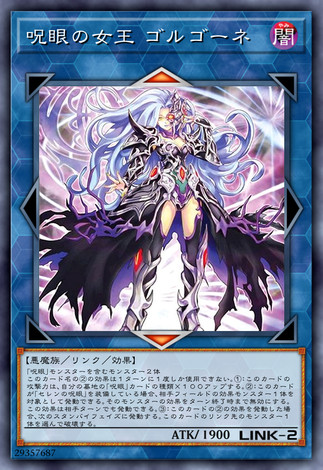 呪眼の女王 ゴルゴーネ
やみ
闇
【悪魔族／リンク／効果】
「呪眼」モンスターを含むモンスター２体
このカード名の②の効果は１ターンに１度しか使用できない。①：このカードの
攻撃力は、自分の墓地の「呪眼」カードの種類×１００アップする。②：このカード
が「セレンの呪眼」を装備している場合、相手フィールドの効果モンスター１体を
対象として発動できる。そのモンスターの効果をターン終了時まで無効にする。
この効果は相手ターンでも発動できる。③：このカードの②の効果を発動した場
合、次のスタンバイフェイズに発動する。このカードのリンク先のモンスター１
体を選んで破壊する。
ATK/1900 LINK-2
29357687